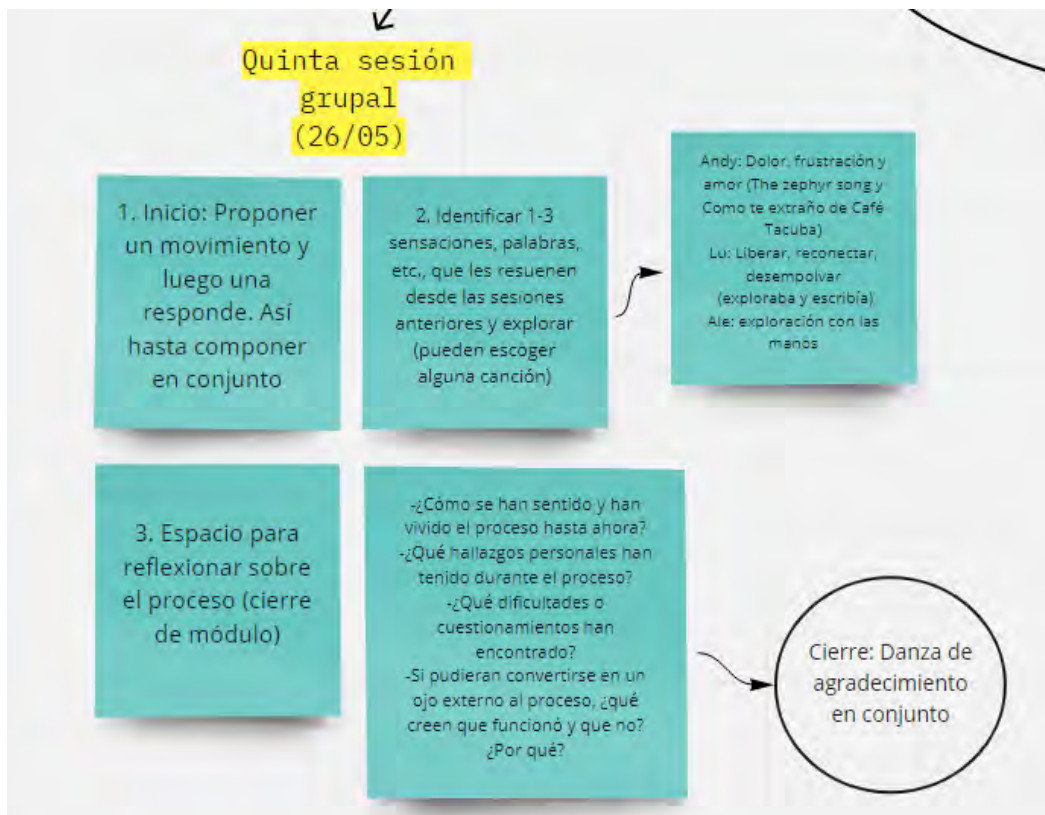 Quinta sesión
grupal
(26/05)
1. Inicio: Proponer
un movimiento y
luego una
responde. Así
hasta componer
en conjunto
2. Identificar 1-3
sensaciones, palabras,
etc., que les resuenen
desde las sesiones
anteriores y explorar
(pueden escoger
alguna canción)
Andy: Dolor, frustración y
amor (The zephyr song y
Como te extraño de Café
Tacuba)
Lu: Liberar, reconectar,
desempolvar
(exploraba y escribía)
Ale: exploración con las
manos
3. Espacio para
reflexionar sobre
el proceso (cierre
de módulo)
-¿Cómo se han sentido y han
vivido el proceso hasta ahora?
-¿Qué hallazgos personales han
tenido durante el proceso?
-¿Qué dificultades o
cuestionamientos han
encontrado?
-Si pudieran convertirse en un
ojo externo al proceso, ¿qué
creen que funcionó y que no?
¿Por qué?
Cierre: Danza de
agradecimiento
en conjunto